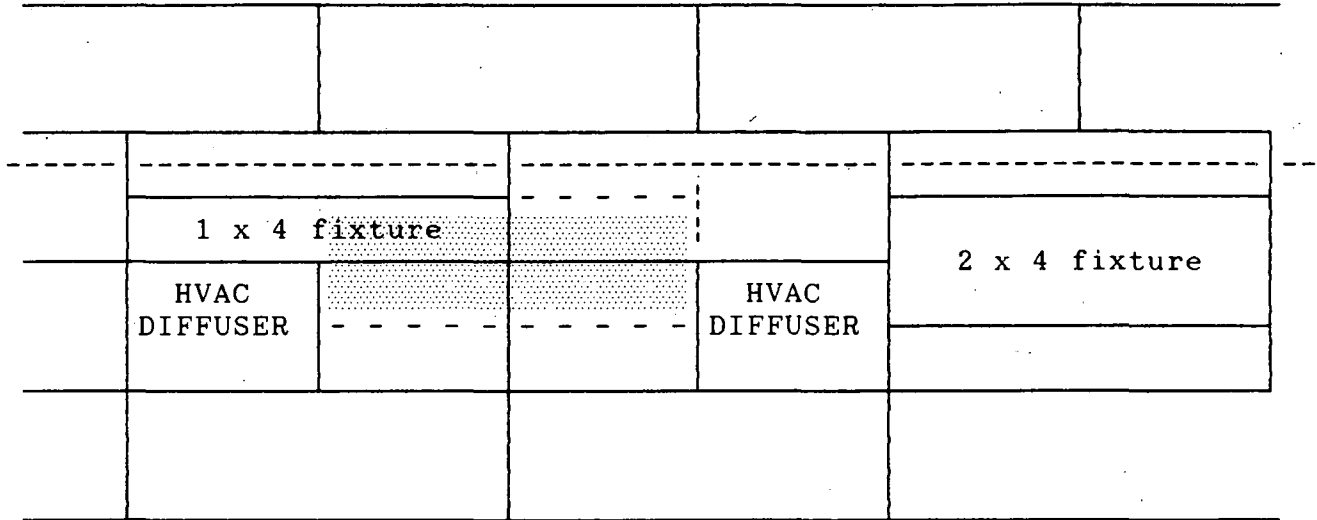 1 x 4 fixture
2 x 4 fixture
HVAC
DIFFUSER
HVAC
DIFFUSER